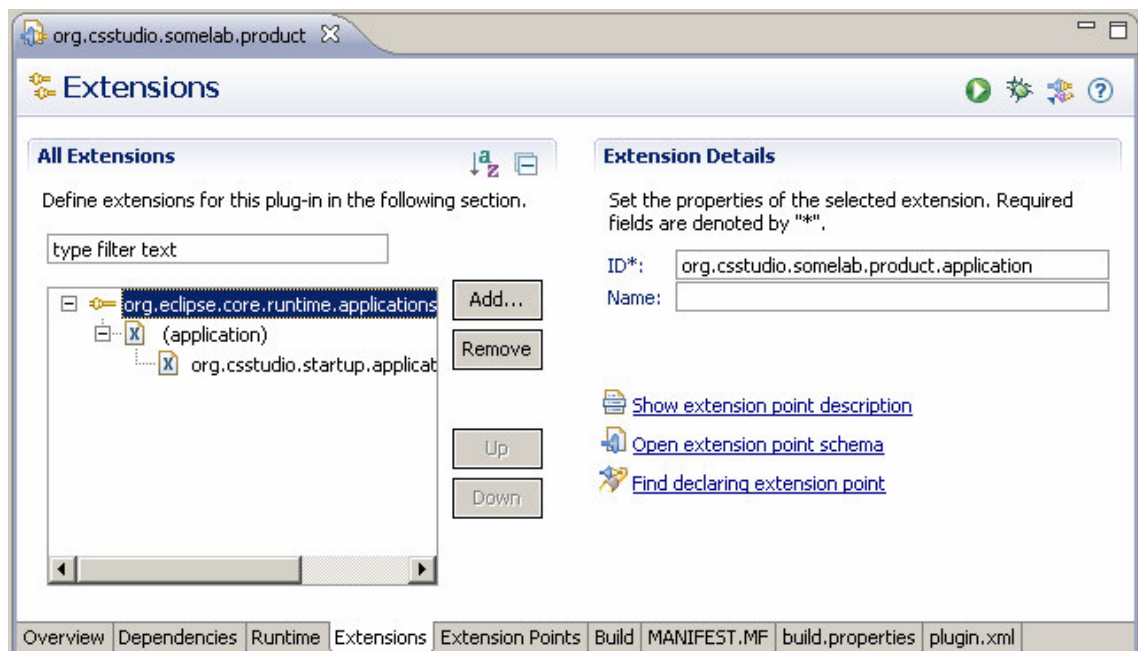 org.csstudio.somelab.product
Extensions
All Extensions
Define extensions for this plug-in in the following section.
type filter text
org.eclipse.core.runtime.applications
(application)
org.csstudio.startup.applicat
Add...
Remove
Up
Down
Extension Details
Set the properties of the selected extension. Required
fields are denoted by "*".
ID*: org.csstudio.somelab.product.application
Name:
Show extension point description
Open extension point schema
Find declaring extension point
Overview Dependencies Runtime Extensions Extension Points Build MANIFEST.MF build.properties plugin.xml